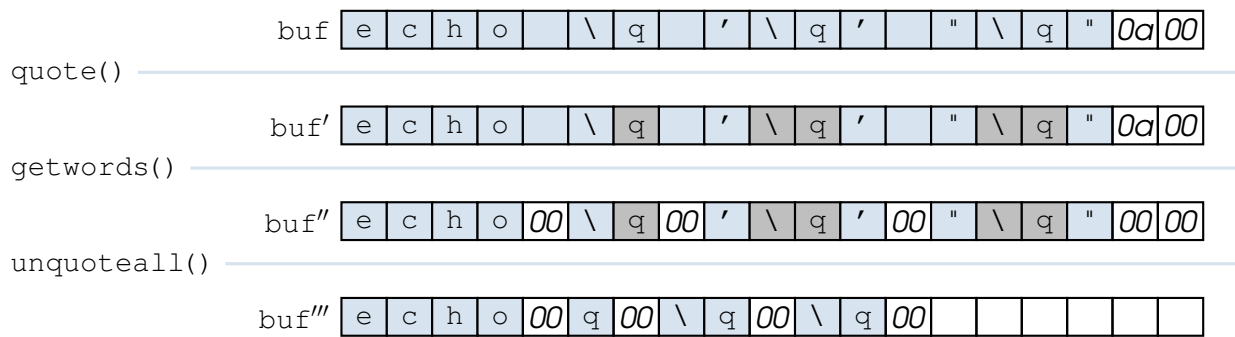 buf e c h o \ q ' \ q ' " \ q " 0a 00
quote()
buf′ e c h o \ q ' \ q ' " \ q " 0a 00
getwords()
buf″ e c h o 00 \ q 00 ' \ q ' 00 " \ q " 00 00
unquoteall()
buf‴ e c h o 00 q 00 \ q 00 \ q 00